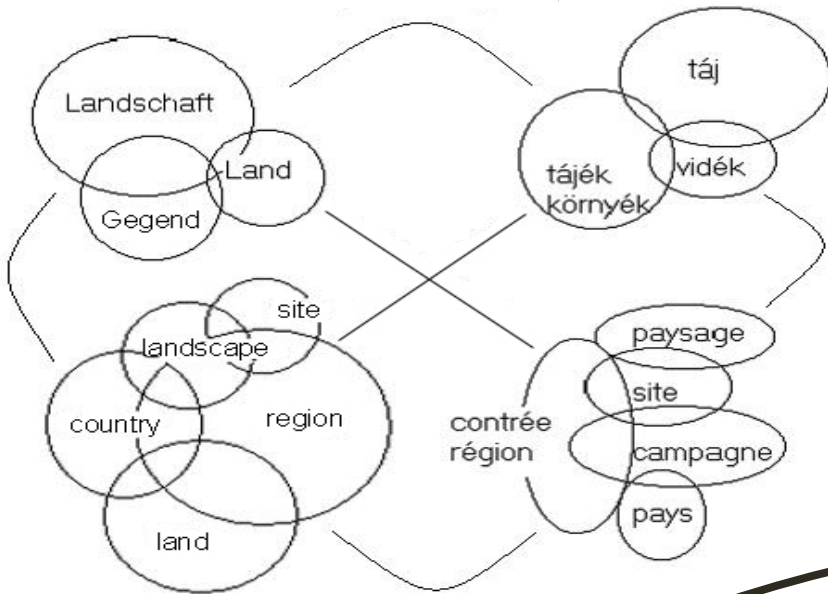 Landschaft
Land
Gegend
táj
vidék
tájék
környék
site
landscape
country
region
land
paysage
site
contrée
région
campagne
pays